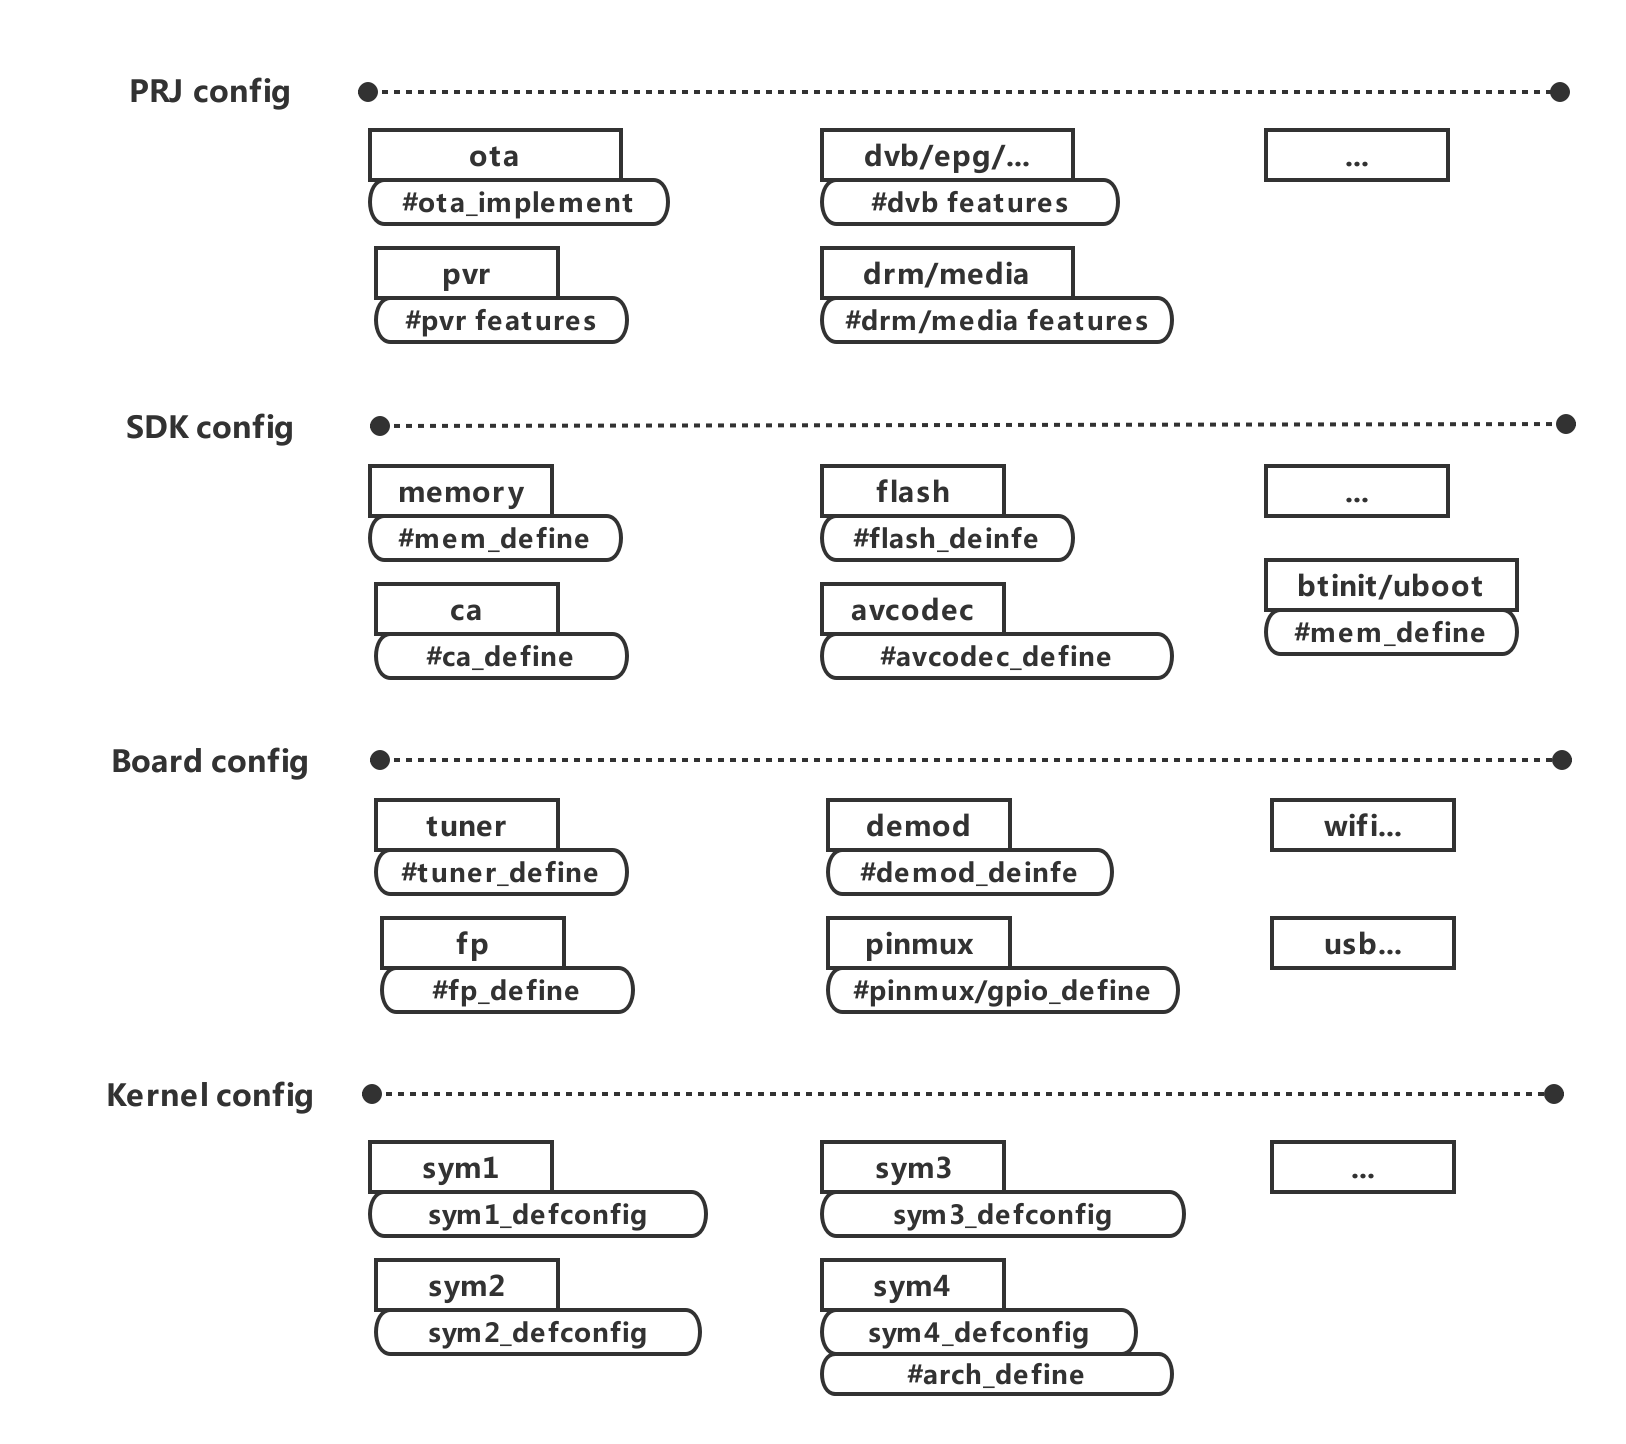 PRJ config
ota
dvb/epg/...
...
#ota_implement
#dvb features
pvr
drm/media
#pvr features
#drm/media features
SDK config
memory
flash
...
#mem_define
#flash_deinfe
btinit/uboot
ca
avcodec
#mem_define
#ca_define
#avcodec_define
Board config
tuner
demod
wifi...
#tuner_define
#demod_deinfe
fp
pinmux
usb...
#fp_define
#pinmux/gpio_define
Kernel config
sym1
sym3
...
sym1_defconfig
sym3_defconfig
sym2
sym4
sym2_defconfig
sym4_defconfig
#arch_define